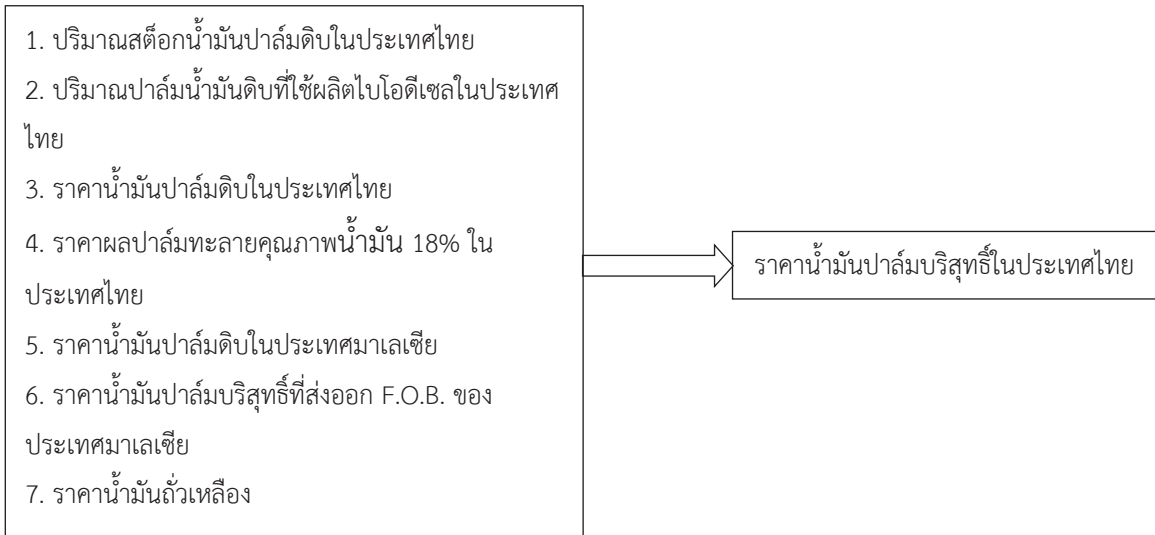 1. ปริมาณสต็อกน้ำมันปาล์มดิบในประเทศไทย
2. ปริมาณปาล์มน้ำมันดิบที่ใช้ผลิตไบโอดีเซลในประเทศ
ไทย
3. ราคาน้ำมันปาล์มดิบในประเทศไทย
4. ราคาผลปาล์มทะลายคุณภาพน้ำมัน 18% ใน
ประเทศไทย
5. ราคาน้ำมันปาล์มดิบในประเทศมาเลเซีย
6. ราคาน้ำมันปาล์มบริสุทธิ์ที่ส่งออก F.O.B. ของ
ประเทศมาเลเซีย
7. ราคาน้ำมันถั่วเหลือง
ราคาน้ำมันปาล์มบริสุทธิ์ในประเทศไทย